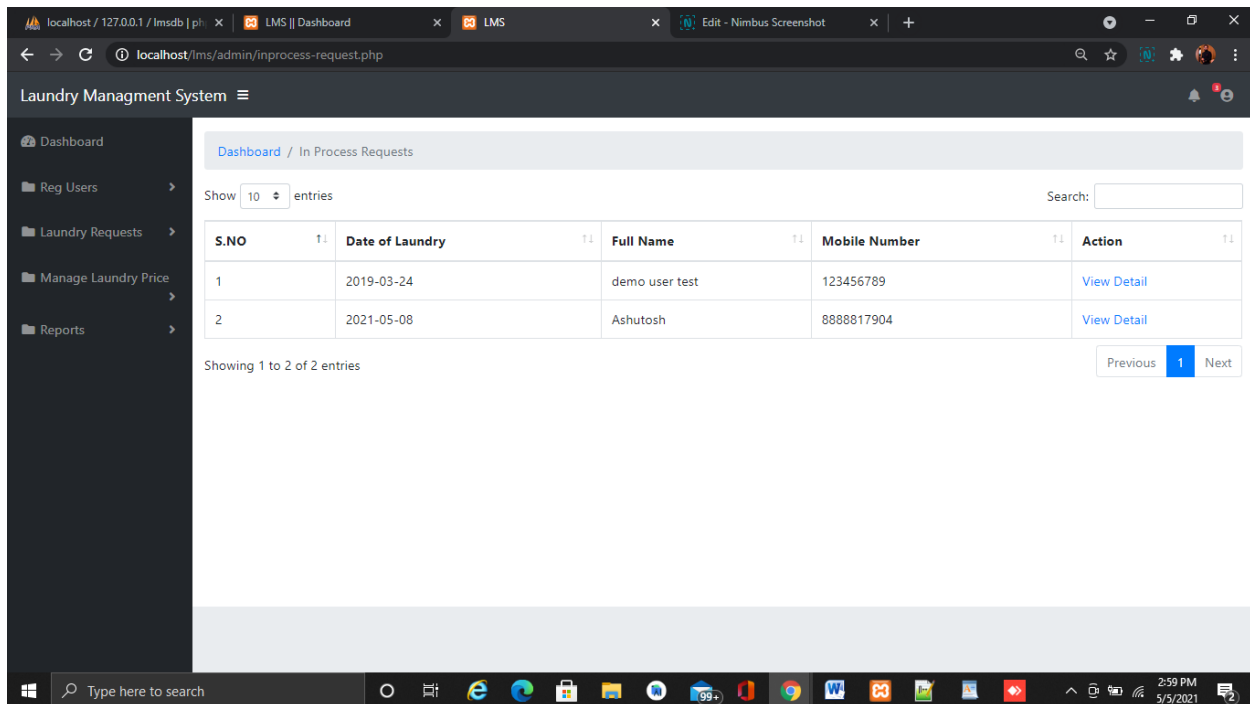 localhost / 127.0.0.1 / lmsdb | ph
LMS || Dashboard
LMS
Edit - Nimbus Screenshot
localhost/lms/admin/inprocess-request.php
Laundry Managment System
3
Dashboard
Reg Users
Laundry Requests
Manage Laundry Price
Reports
Dashboard / In Process Requests
Show 10 entries
Search:
S.NO Date of Laundry Full Name Mobile Number Action
1 2019-03-24 demo user test 123456789 View Detail
2 2021-05-08 Ashutosh 8888817904 View Detail
Showing 1 to 2 of 2 entries
Previous 1 Next
Type here to search
99+
2:59 PM
5/5/2021
2